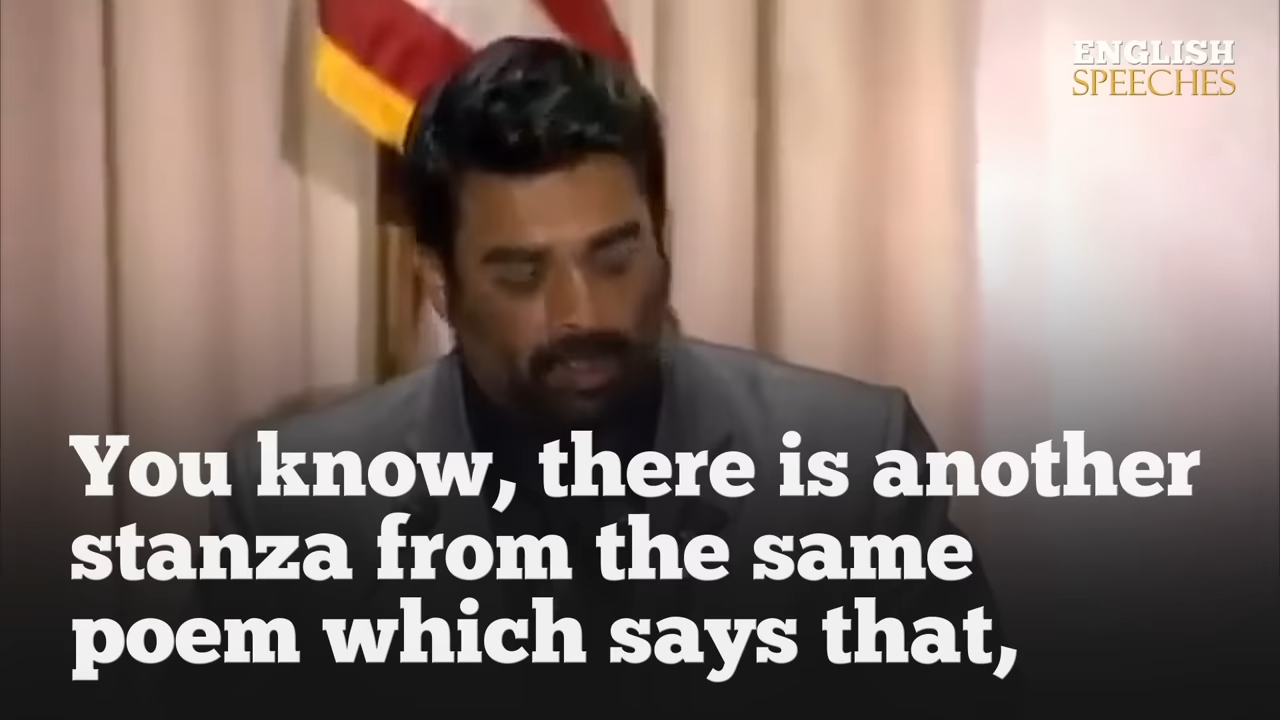 ENGLISH
SPEECHES
You know, there is another
stanza from the same
poem which says that,